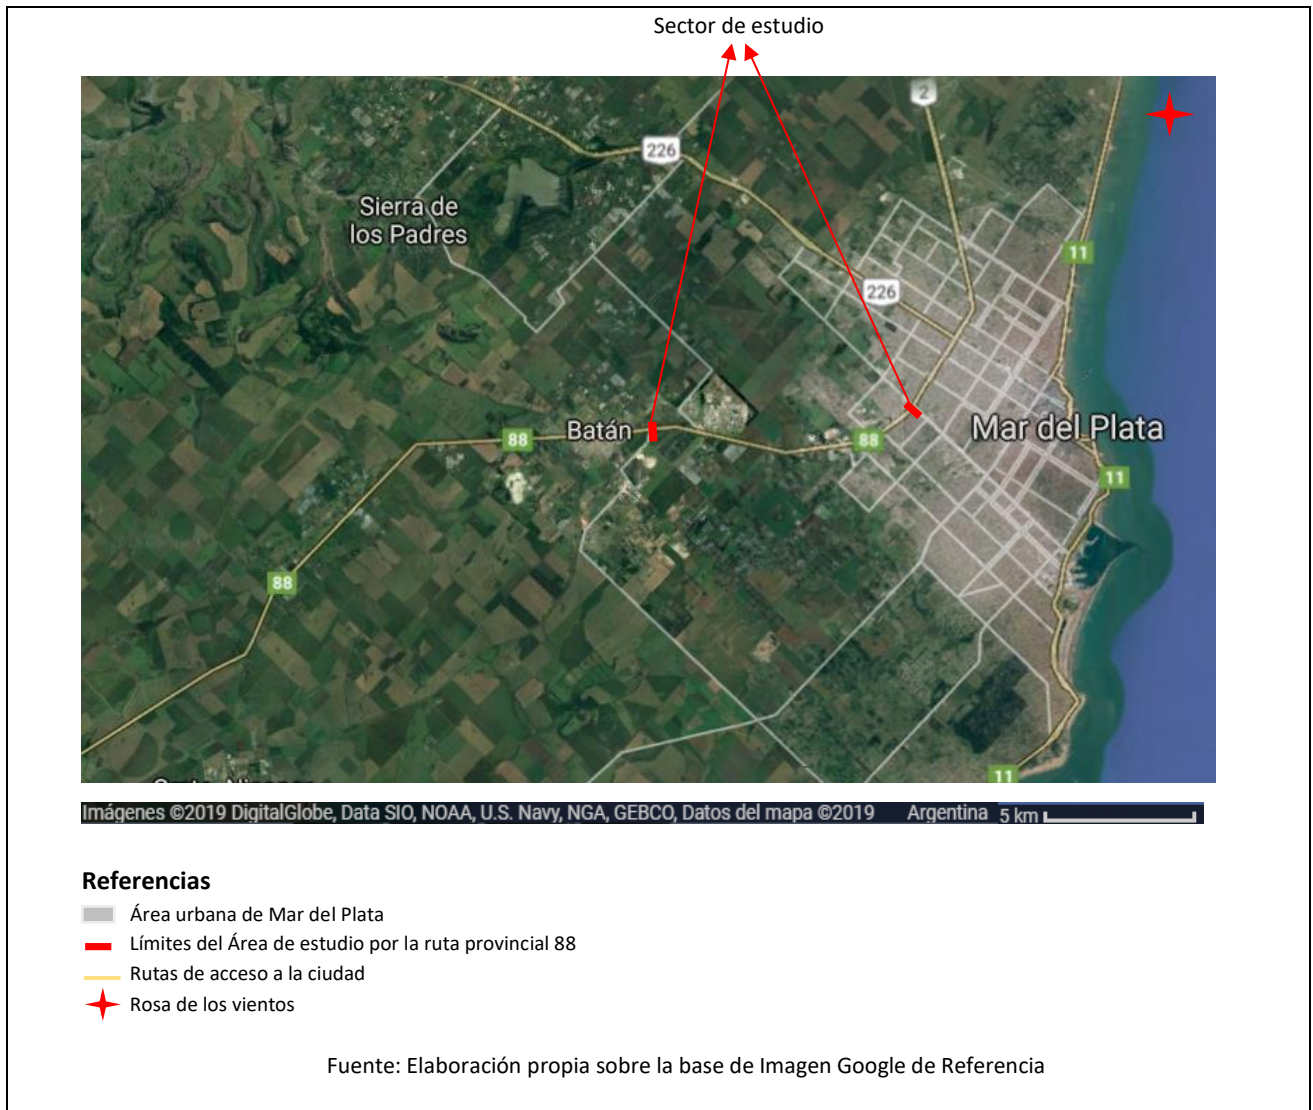 Sector de estudio
2
226
Sierra de
los Padres
11
226
Batán
88
88
Mar del Plata
11
88
11
Imágenes ©2019 DigitalGlobe, Data SIO, NOAA, U.S. Navy, NGA, GEBCO, Datos del mapa ©2019 Argentina 5 km
Referencias
Área urbana de Mar del Plata
Límites del Área de estudio por la ruta provincial 88
Rutas de acceso a la ciudad
Rosa de los vientos
Fuente: Elaboración propia sobre la base de Imagen Google de Referencia